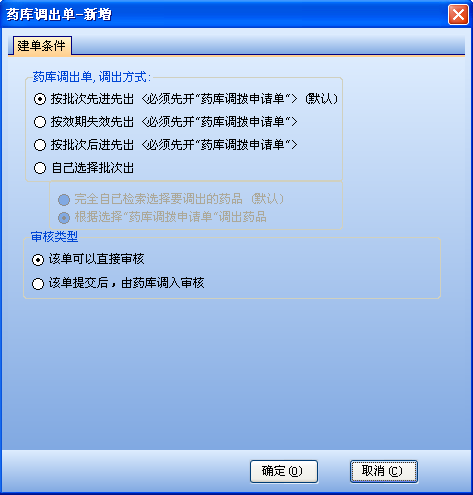 药库调出单-新增
建单条件
药库调出单,调出方式:
按批次先进先出 <必须先开"药库调拨申请单"> (默认)
按效期失效先出 <必须先开"药库调拨申请单">
按批次后进先出 <必须先开"药库调拨申请单">
自己选择批次出
完全自己检索选择要调出的药品 (默认)
根据选择"药库调拨申请单"调出药品
审核类型
该单可以直接审核
该单提交后，由药库调入审核
确定(O) 取消(C)